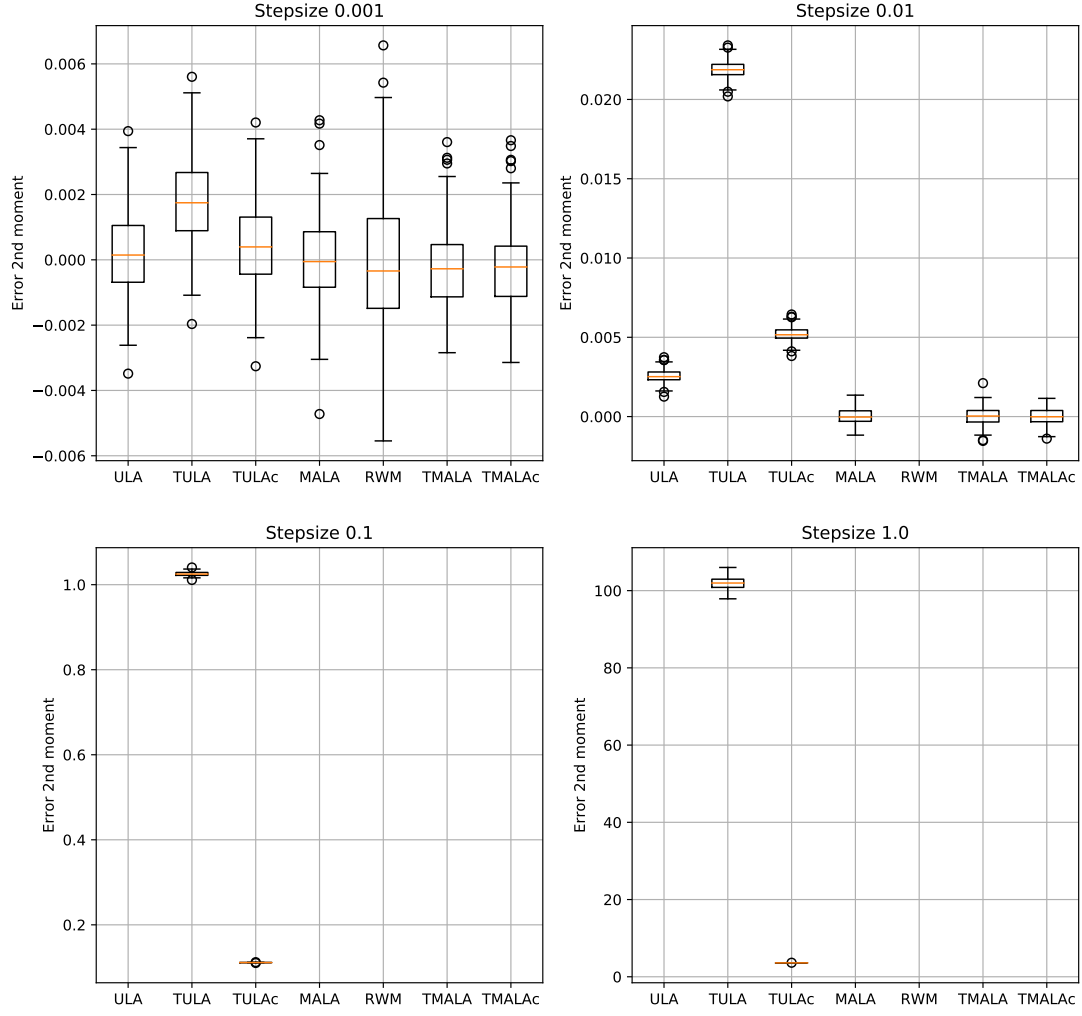 Stepsize 0.001
Error 2nd moment
0.006
0.004
0.002
0.000
−0.002
−0.004
−0.006
ULA TULA TULAc MALA RWM TMALA TMALAc
Stepsize 0.01
Error 2nd moment
0.020
0.015
0.010
0.005
0.000
ULA TULA TULAc MALA RWM TMALA TMALAc
Stepsize 0.1
Error 2nd moment
1.0
0.8
0.6
0.4
0.2
ULA TULA TULAc MALA RWM TMALA TMALAc
Stepsize 1.0
Error 2nd moment
100
80
60
40
20
0
ULA TULA TULAc MALA RWM TMALA TMALAc